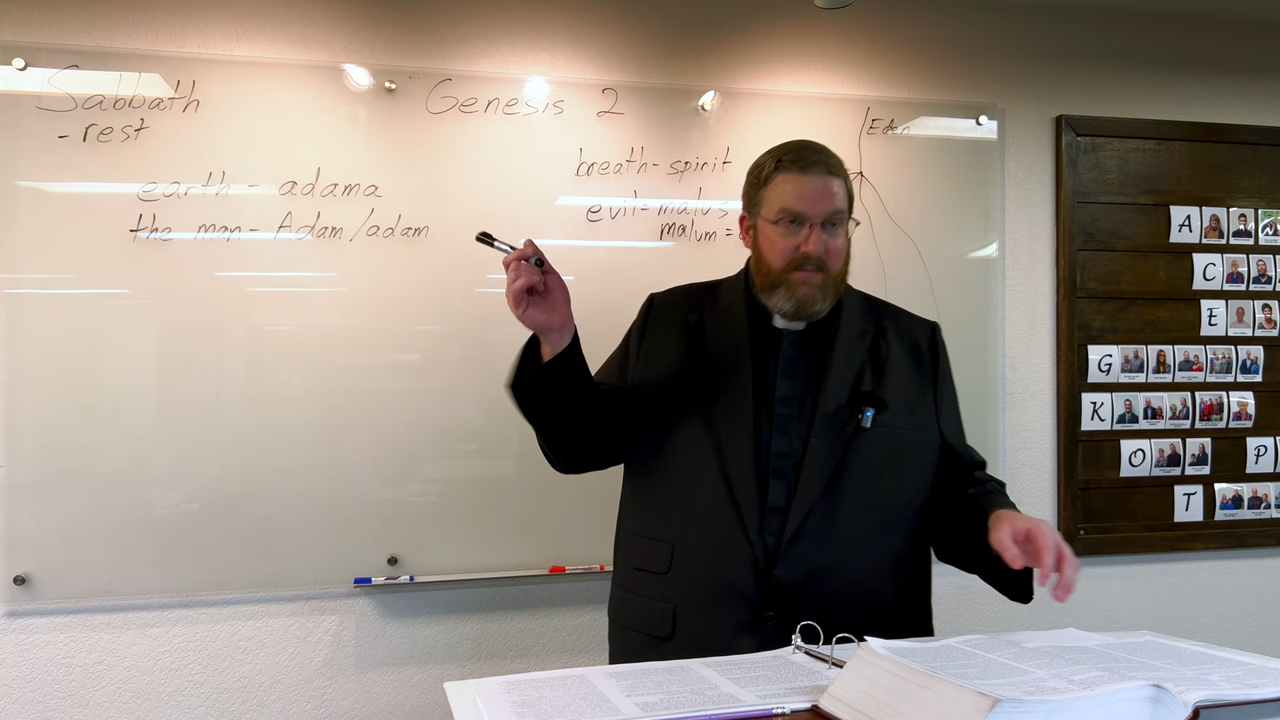 Sabbath
- rest
Genesis 2
earth - adama
the man - Adam/adam
breath - spirit
evil = malus
malum =
Eden
A
C
E
G
K
O
P
T